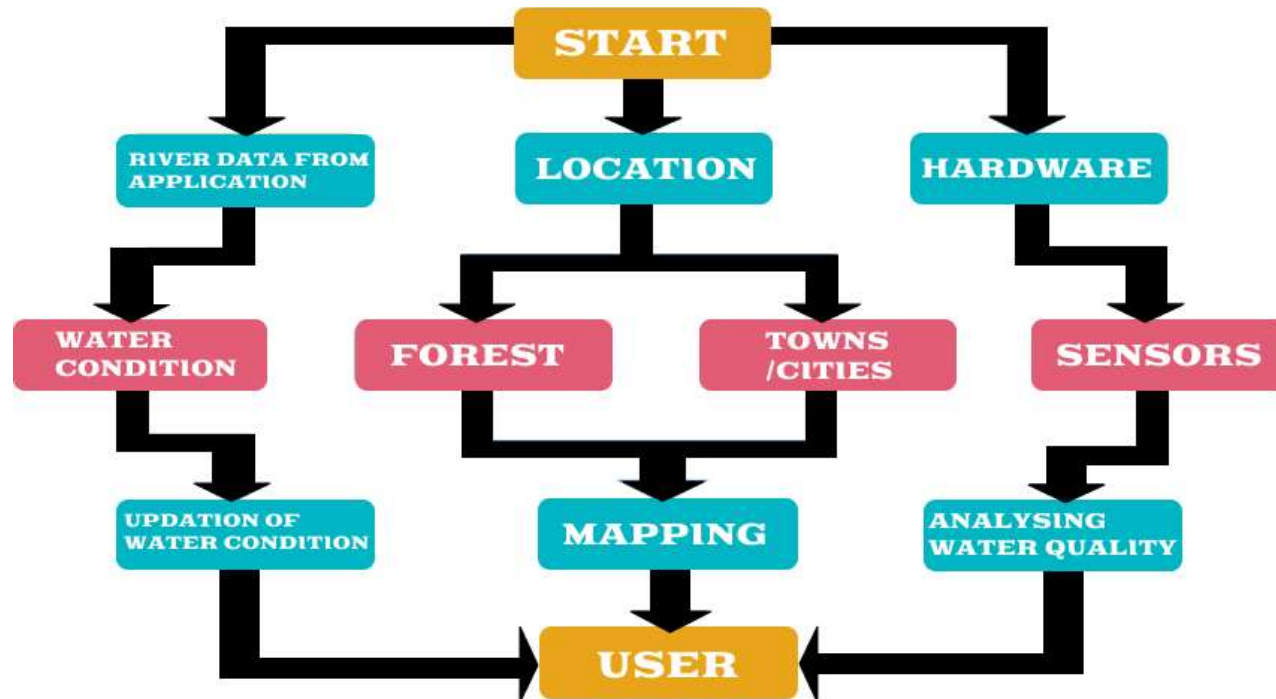 START
RIVER DATA FROM
APPLICATION
LOCATION
HARDWARE
WATER
CONDITION
FOREST
TOWNS
/CITIES
SENSORS
UPDATION OF
WATER CONDITION
MAPPING
ANALYSING
WATER QUALITY
USER